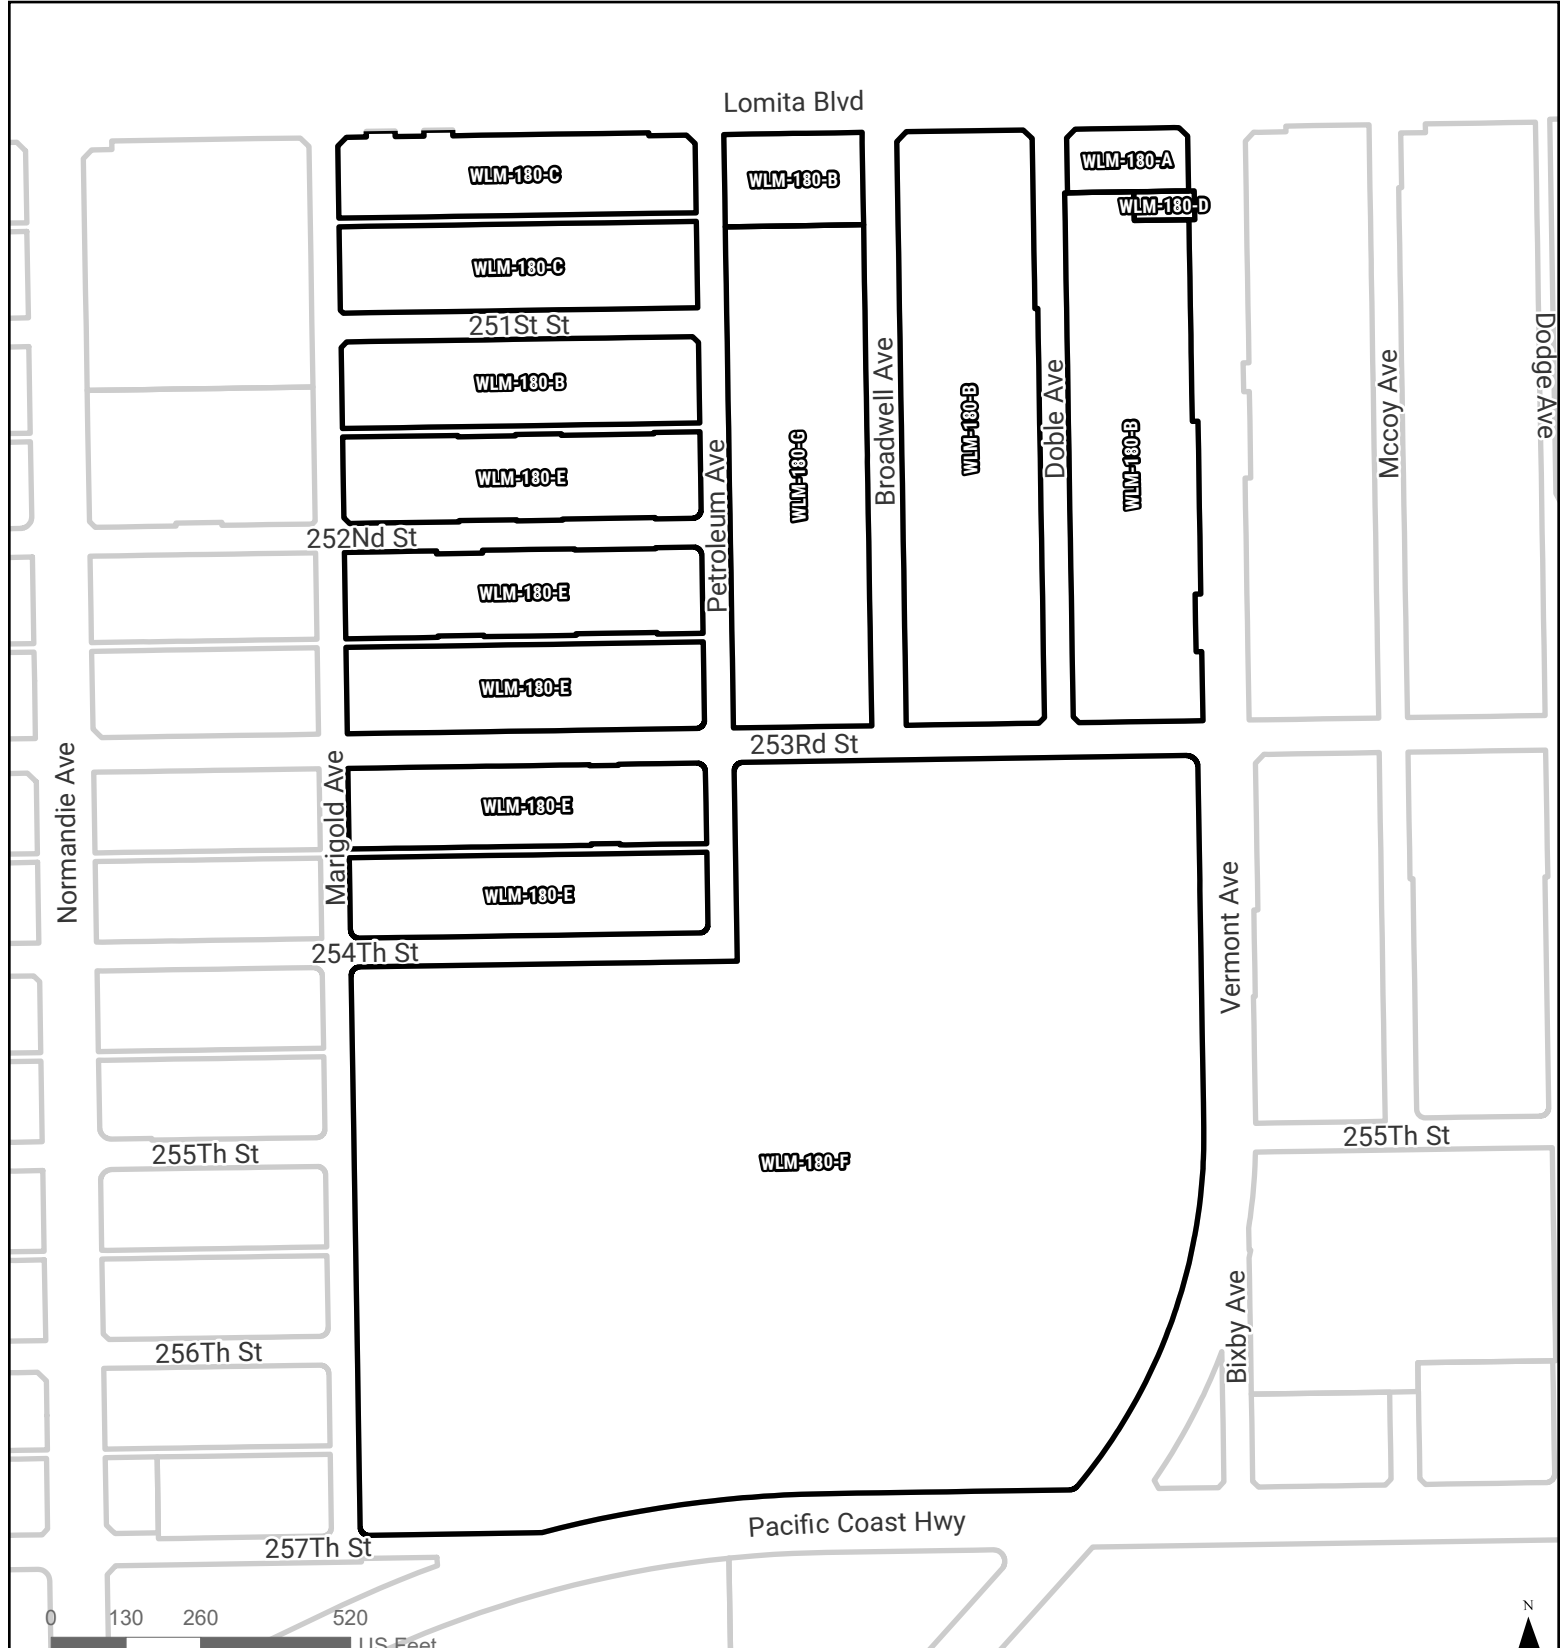 Lomita Blvd
WLM-180-C
WLM-180-B
WLM-180-A
WLM-180-D
WLM-180-C
251St St
WLM-180-B
WLM-180-E
252Nd St
WLM-180-E
WLM-180-E
Petroleum Ave
WLM-180-G
Broadwell Ave
WLM-180-B
Doble Ave
WLM-180-B
Mccoy Ave
Dodge Ave
253Rd St
Normandie Ave
Marigold Ave
WLM-180-E
WLM-180-E
254Th St
Vermont Ave
255Th St
255Th St
WLM-180-F
Bixby Ave
256Th St
Pacific Coast Hwy
257Th St
0 130 260 520
US Feet
N